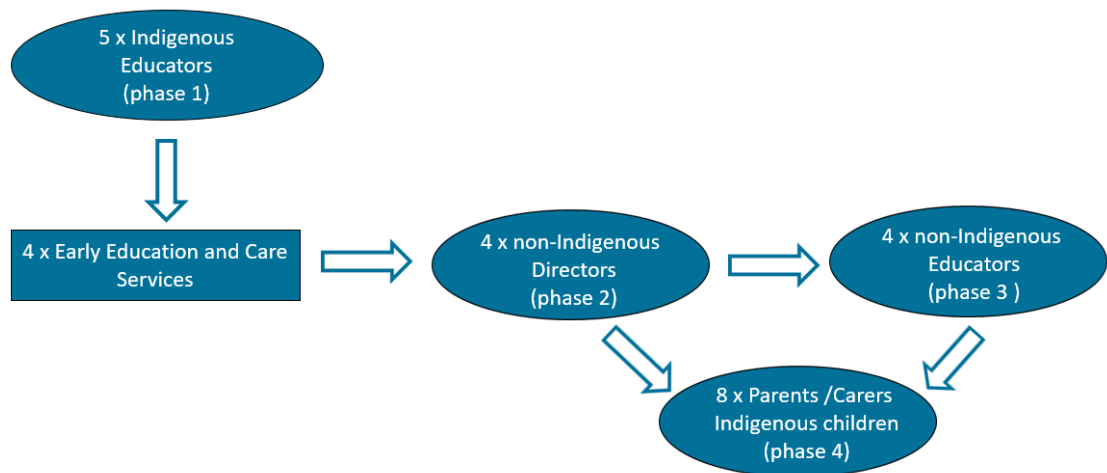 5 x Indigenous
Educators
(phase 1)
4 x Early Education and Care
Services
4 x non-Indigenous
Directors
(phase 2)
4 x non-Indigenous
Educators
(phase 3 )
8 x Parents /Carers
Indigenous children
(phase 4)